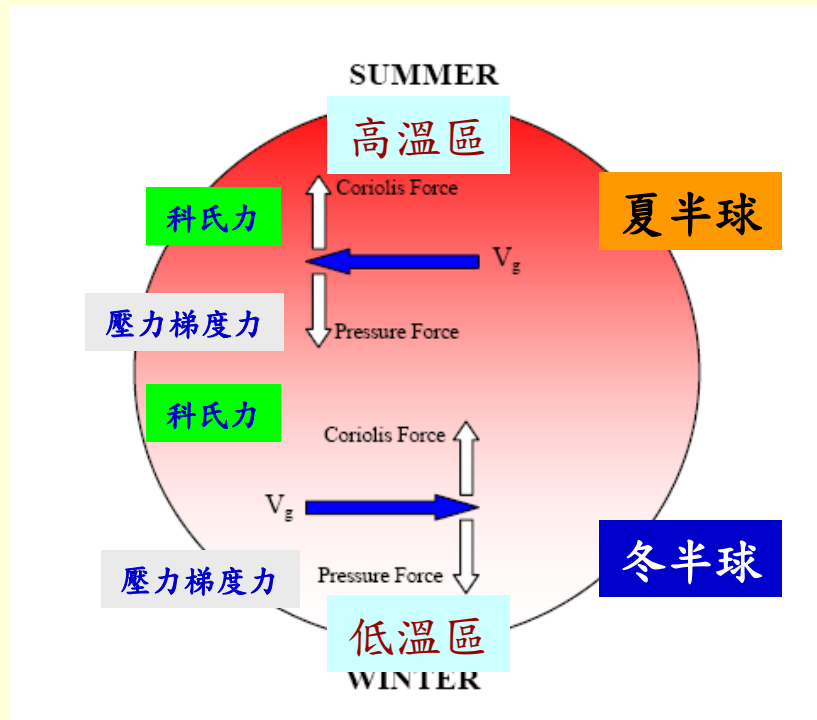 SUMMER
高溫區
Coriolis Force
科氏力
夏半球
Vg
壓力梯度力
Pressure Force
科氏力
Coriolis Force
Vg
冬半球
壓力梯度力
Pressure Force
低溫區
WINTER